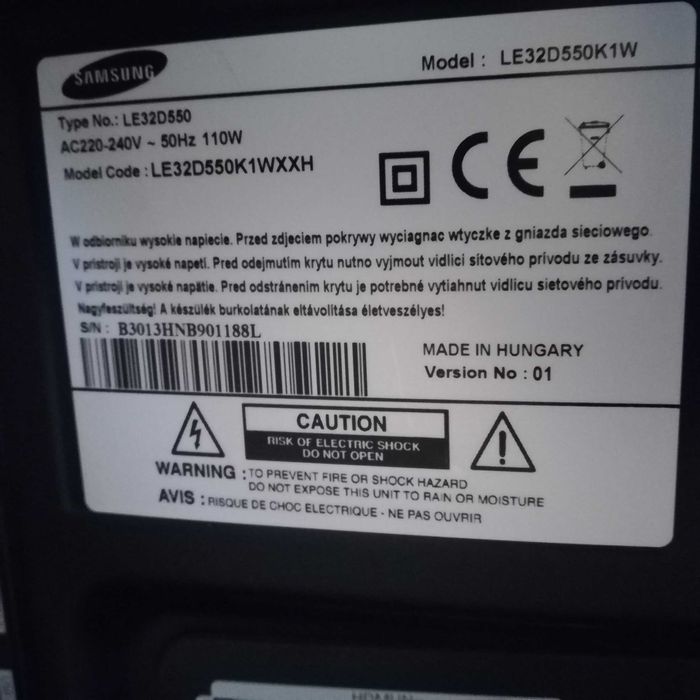 SAMSUNG
Model : LE32D550K1W
Type No.: LE32D550
AC220-240V ~ 50Hz 110W
Model Code : LE32D550K1WXXH
CE
W odbiorniku wysokie napiecie. Przed zdjeciem pokrywy wyciagnac wtyczke z gniazda sieciowego.
V pristroji je vysoké napetí. Pred odejmutim krytu nutno vyjmout vidlici sítového prívodu ze zásuvky.
V pristroji je vysoké napätie. Pred odstránením krytu je potrebné vytiahnut vidlicu sietového prívodu.
Nagyfeszültség! A készülék burkolatának eltávolítása életveszélyes!
S/N : B3013HNB901188L
MADE IN HUNGARY
Version No : 01
CAUTION
RISK OF ELECTRIC SHOCK
DO NOT OPEN
WARNING : TO PREVENT FIRE OR SHOCK HAZARD
DO NOT EXPOSE THIS UNIT TO RAIN OR MOISTURE
AVIS : RISQUE DE CHOC ELECTRIQUE - NE PAS OUVRIR